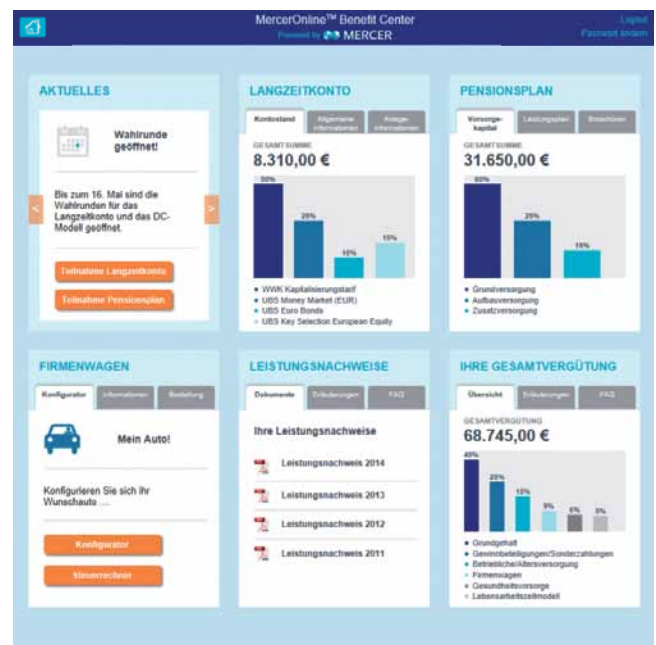 MercerOnline™ Benefit Center
Powered by MERCER
Logout
Passwort ändern
AKTUELLES
Wahlrunde
geöffnet!
Bis zum 16. Mai sind die
Wahlrunden für das
Langzeitkonto und das DC-
Modell geöffnet.
<
>
Teilnahme Langzeitkonto
Teilnahme Pensionsplan
LANGZEITKONTO
Kontostand
Allgemeine
Informationen
Anlage-
informationen
GESAMTSUMME
8.310,00 €
50%
25%
10%
15%
• WWK Kapitalisierungstarif
• UBS Money Market (EUR)
• UBS Euro Bonds
• UBS Key Selection European Equity
PENSIONSPLAN
Vorsorge-
kapital
Leistungsplan
Broschüren
GESAMTSUMME
31.650,00 €
25%
• Grundversorgung
• Aufbauversorgung
• Zusatzversorgung
FIRMENWAGEN
Konfigurator
Informationen
Bestellung
Mein Auto!
Konfigurieren Sie sich Ihr
Wunschauto ....
Konfigurator
Steuerrechner
LEISTUNGSNACHWEISE
Dokumente
Erläuterungen
FAQ
Ihre Leistungsnachweise
Leistungsnachweis 2014
Leistungsnachweis 2013
Leistungsnachweis 2012
Leistungsnachweis 2011
IHRE GESAMTVERGÜTUNG
Übersicht
Erläuterungen
FAQ
GESAMTVERGÜTUNG
68.745,00 €
40%
25%
15%
9%
6%
5%
• Grundgehalt
• Gewinnbeteiligungen/Sonderzahlungen
• Betriebliche/Altersversorgung
• Firmenwagen
• Gesundheitsvorsorge
• Lebensarbeitszeitmodell